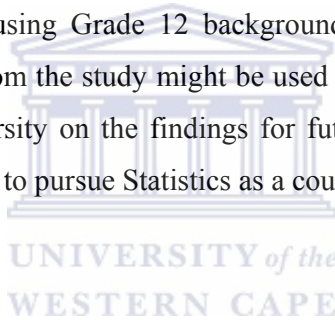 using Grade 12 background
om the study might be used
rsity on the findings for fut
to pursue Statistics as a cou
UNIVERSITY of the
WESTERN CAPE